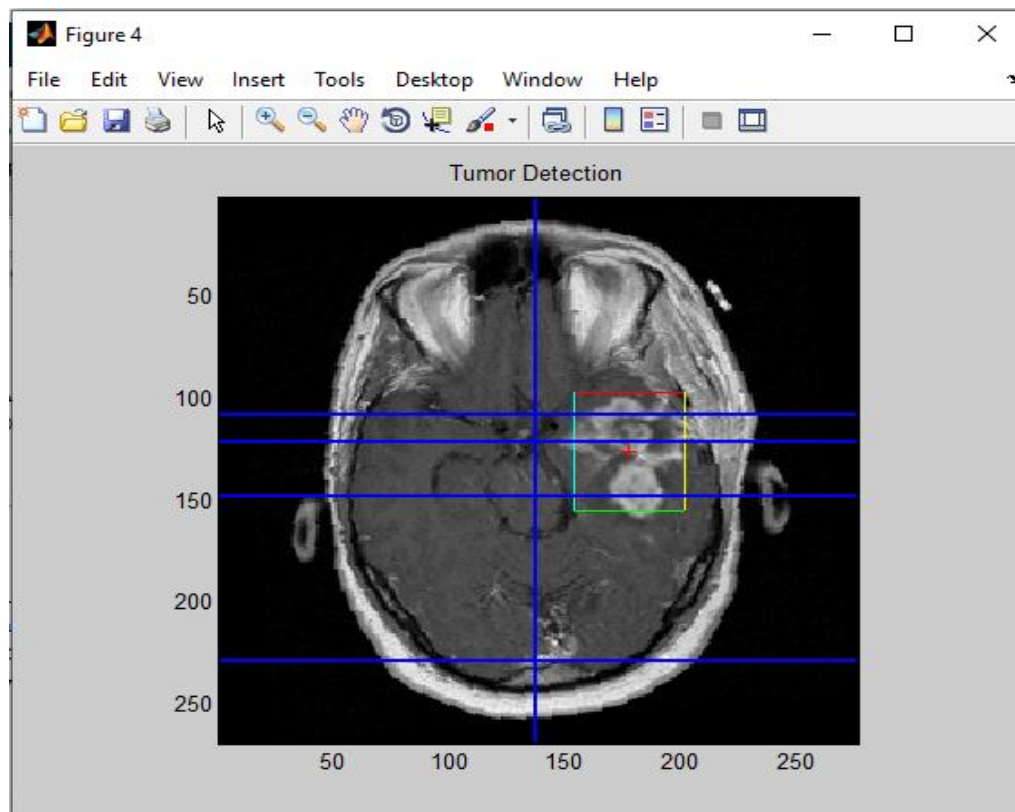 Figure 4
File Edit View Insert Tools Desktop Window Help
Tumor Detection
50
100
150
200
250
50 100 150 200 250